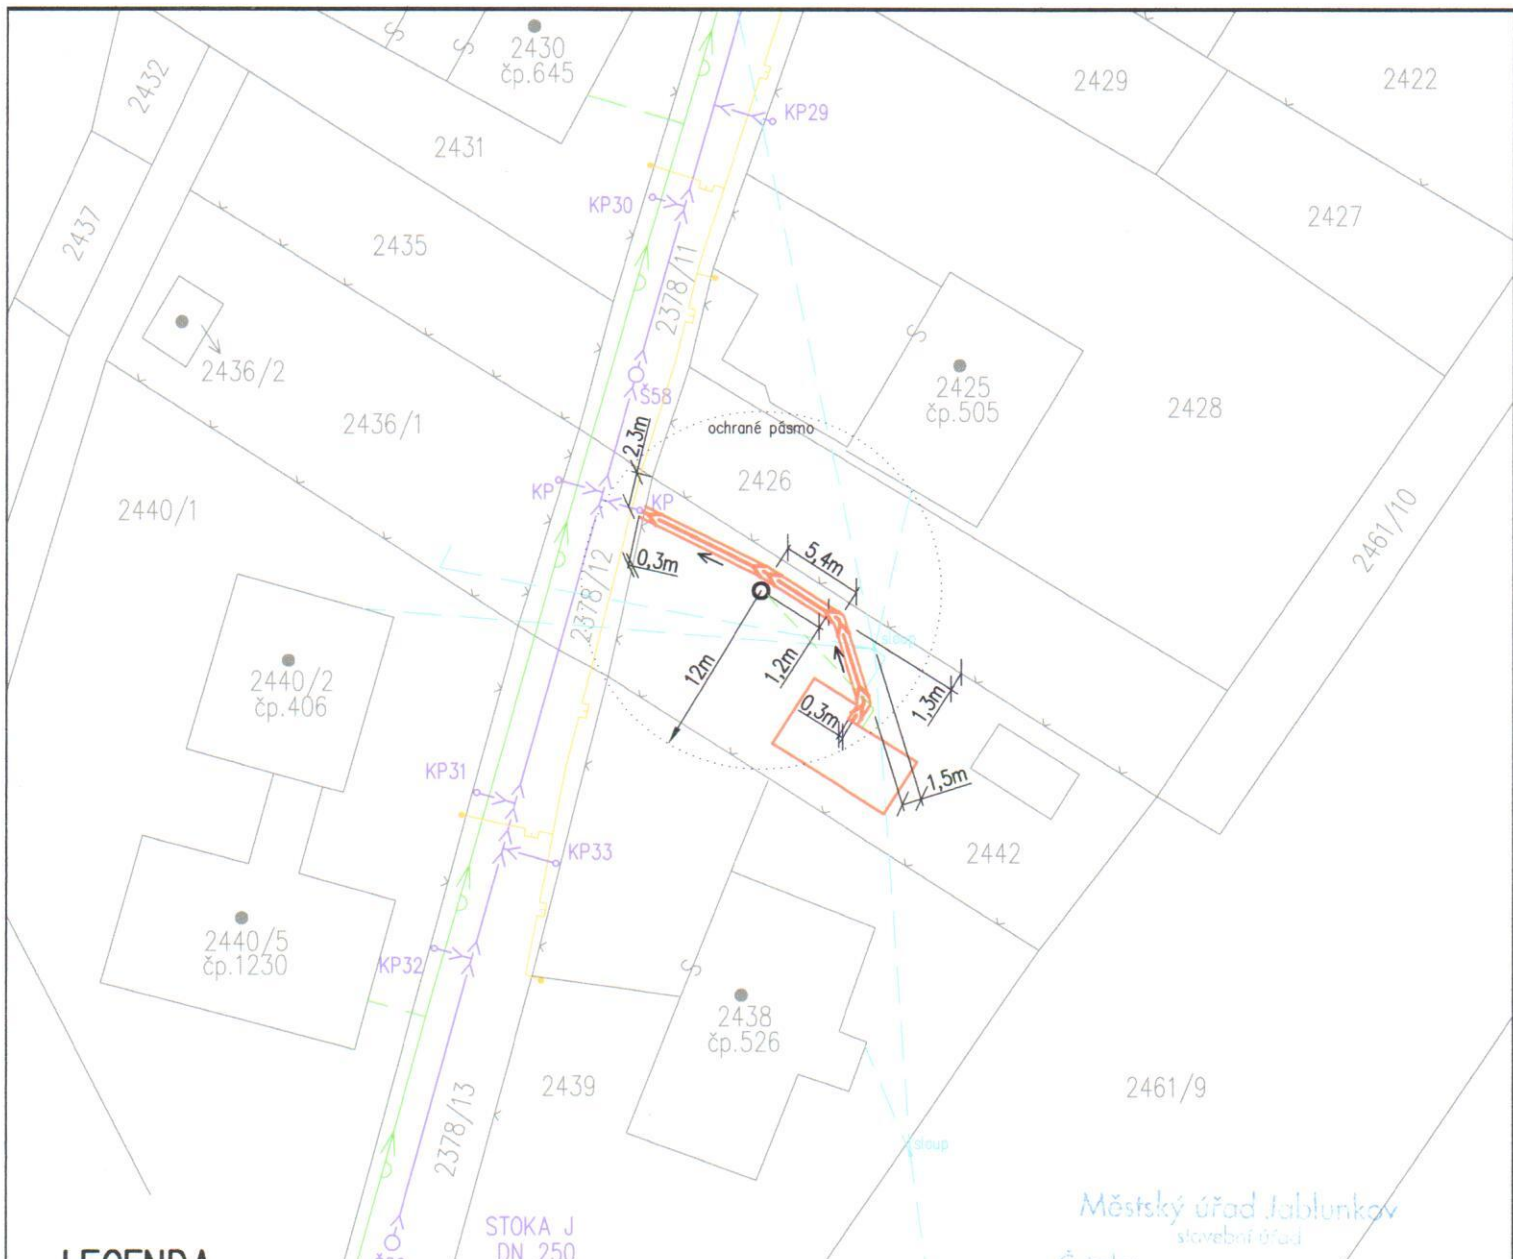 2430
čp.645
S
S
2432
2429
2422
KP29
2431
KP30
2437
2435
2427
2378/11
2436/2
S
2425
čp.505
Š58
2428
2436/1
2,3m
ochrané pásmo
2426
KP
KP
2440/1
2461/10
5,4m
0,3m
2378/12
sloup
12m
1,2m
2440/2
čp.406
0,3m
1,3m
KP31
1,5m
KP33
2442
2440/5
čp.1230
KP32
S
2438
čp.526
2439
2461/9
2378/13
sloup
Městský úřad Jablunkov
stavební úřad
STOKA J
DN 250
LEGENDA